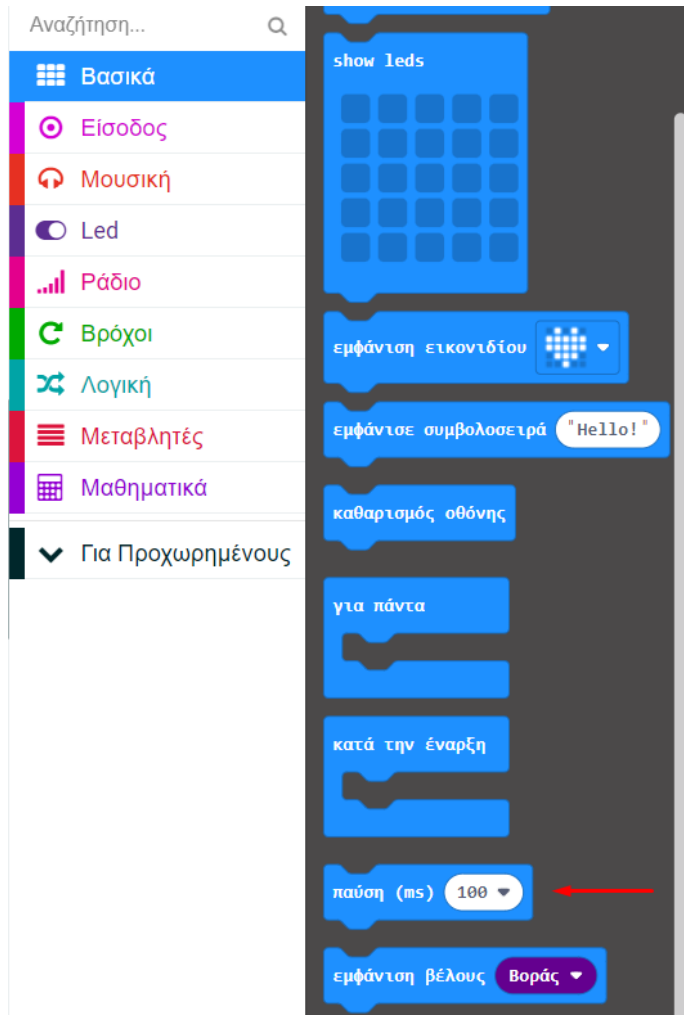 Αναζήτηση...
Βασικά
Είσοδος
Μουσική
Led
Ράδιο
Βρόχοι
Λογική
Μεταβλητές
Μαθηματικά
Για Προχωρημένους
show leds
εμφάνιση εικονιδίου
εμφάνισε συμβολοσειρά "Hello!"
καθαρισμός οθόνης
για πάντα
κατά την έναρξη
παύση (ms) 100
εμφάνιση βέλους Βοράς